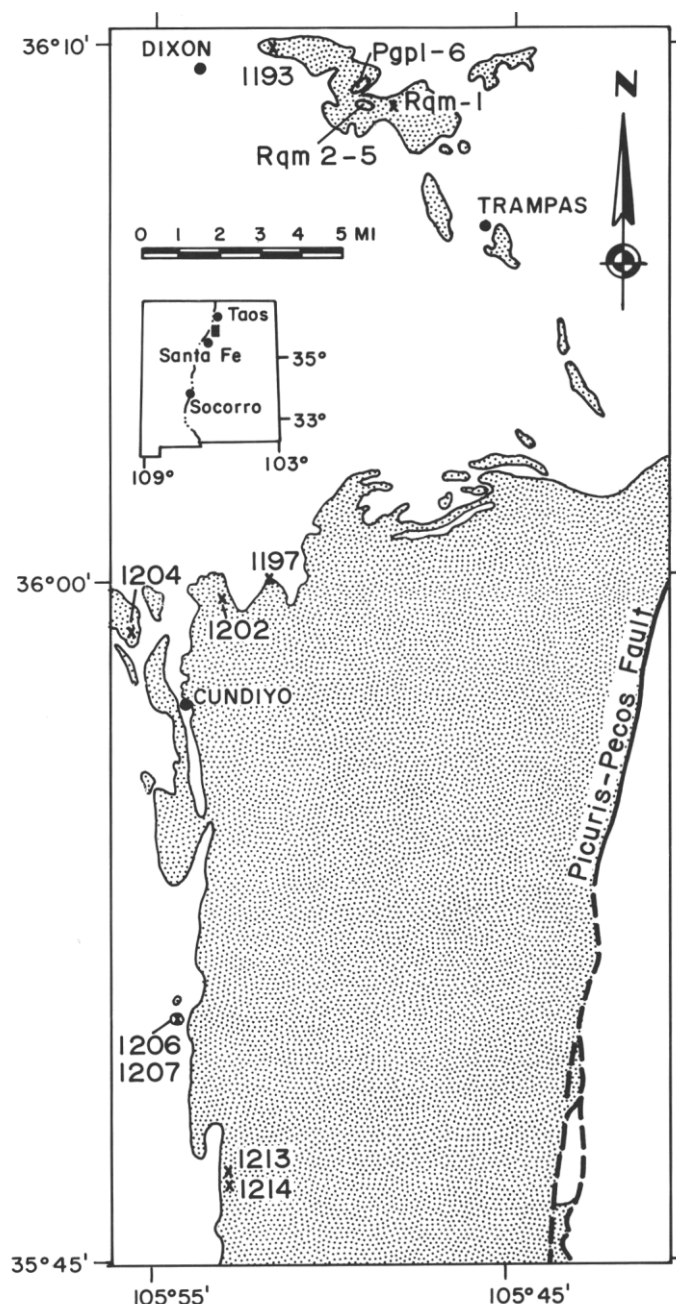 36°10'
DIXON
1193
Pgpl-6
Rqm-1
Rqm 2-5
N
TRAMPAS
0 1 2 3 4 5 MI
Taos
Santa Fe
35°
Socorro
33°
109°
103°
36°00'
1204
1197
1202
CUNDIYO
Picuris-Pecos Fault
1206
1207
1213
1214
35°45'
105°55'
105°45'